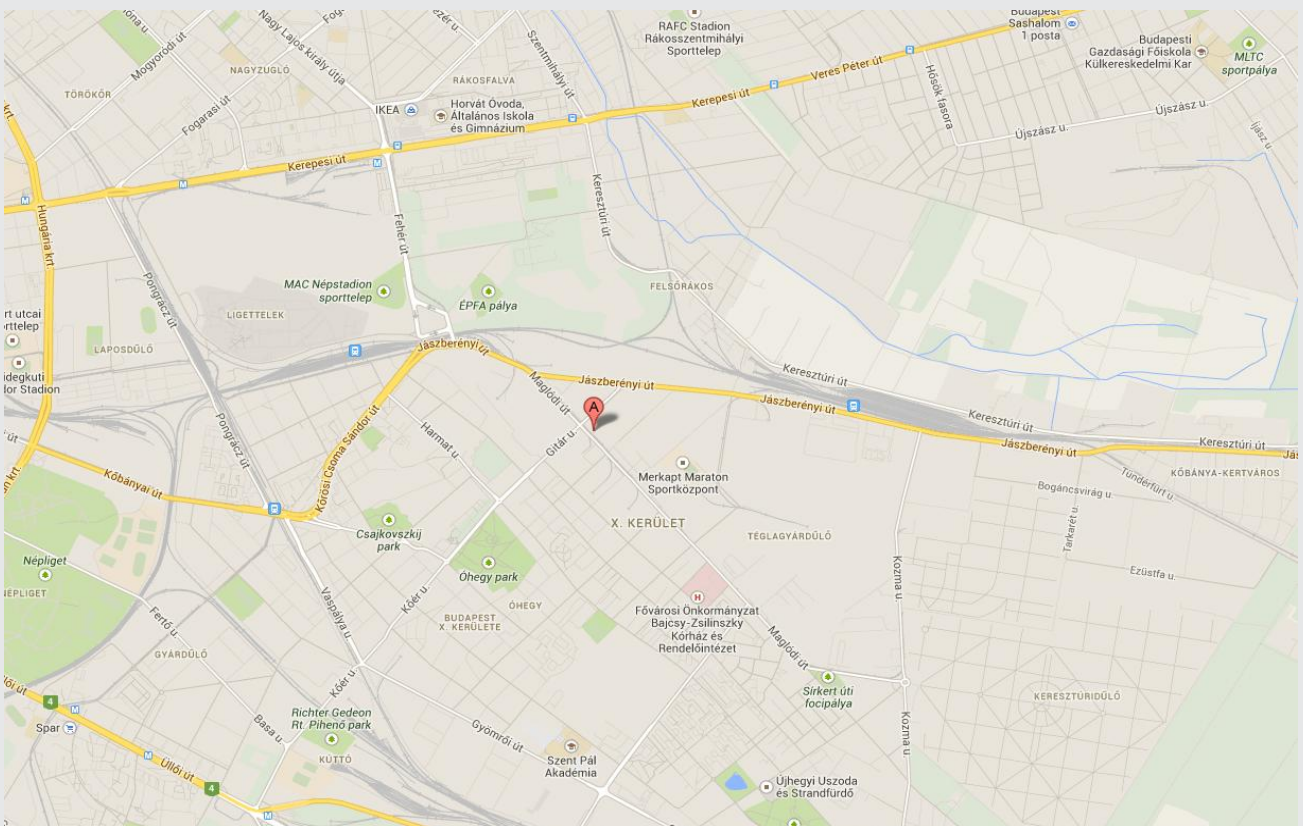 Mogyoródi út
Nagy Lajos király útja
NAGYZUGLÓ
TÖRÖKŐR
Fogarasi út
RÁKOSFALVA
IKEA
Horvát Óvoda,
Általános Iskola
és Gimnázium
Szentmihályi út
RAFC Stadion
Rákosszentmihályi
Sporttelep
Veres Péter út
Kerepesi út
Budapest
Sashalom
1 posta
Budapesti
Gazdasági Főiskola
Külkereskedelmi Kar
MLTC
sportpálya
Hősök fasora
Újszász u.
Újszász u.
Íjász u.
Kerepesi út
M
M
M
Hungária krt.
Fehér út
Keresztúri út
Pongrácz út
MAC Népstadion
sporttelep
ÉPFA pálya
FELSŐRÁKOS
LIGETTELEK
LAPOSDŰLŐ
Jászberényi út
Maglódi út
Jászberényi út
Keresztúri út
Jászberényi út
Keresztúri út
Jászberényi út
Keresztúri út
KŐBÁNYA-KERTVÁROS
A
Gitár u.
Harmat u.
Kőrösi Csoma Sándor út
Pongrácz út
Kőbányai út
Merkapt Maraton
Sportközpont
X. KERÜLET
TÉGLAGYÁRDŰLŐ
Tündérfürt u.
Bogáncsvirág u.
Tarkarét u.
Ezüstfa u.
Csajkovszkij
park
Óhegy park
Népliget
NÉPLIGET
Kőér u.
ÓHEGY
BUDAPEST
X. KERÜLETE
H
Fővárosi Önkormányzat
Bajcsy-Zsilinszky
Kórház és
Rendelőintézet
Kozma u.
Vaspálya u.
Fertő u.
GYÁRDŰLŐ
Kőér u.
Maglódi út
Sírkert úti
focipálya
KERESZTÚRIDŰLŐ
Kozma u.
4
M
Spar
Basa u.
Richter Gedeon
Rt. Pihenő park
KÚTTÓ
Gyömrői út
Szent Pál
Akadémia
Újhegyi Uszoda
és Strandfürdő
M
Üllői út
4
M